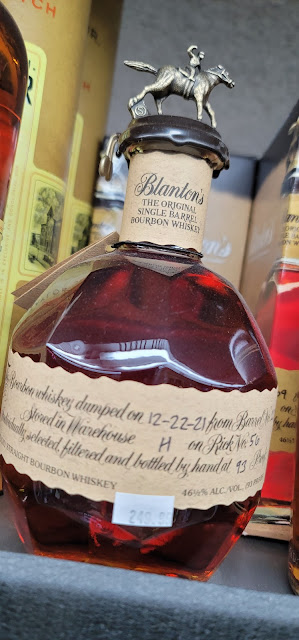 TCH
Blanton's
THE ORIGINAL
SINGLE BARREL
BOURBON WHISKEY
Bourbon whiskey dumped on 12-22-21 from Barrel No.
Stored in Warehouse H on Rick No. 56
Individually selected, filtered and bottled by hand at 93
STRAIGHT BOURBON WHISKEY 46½% ALC./VOL.